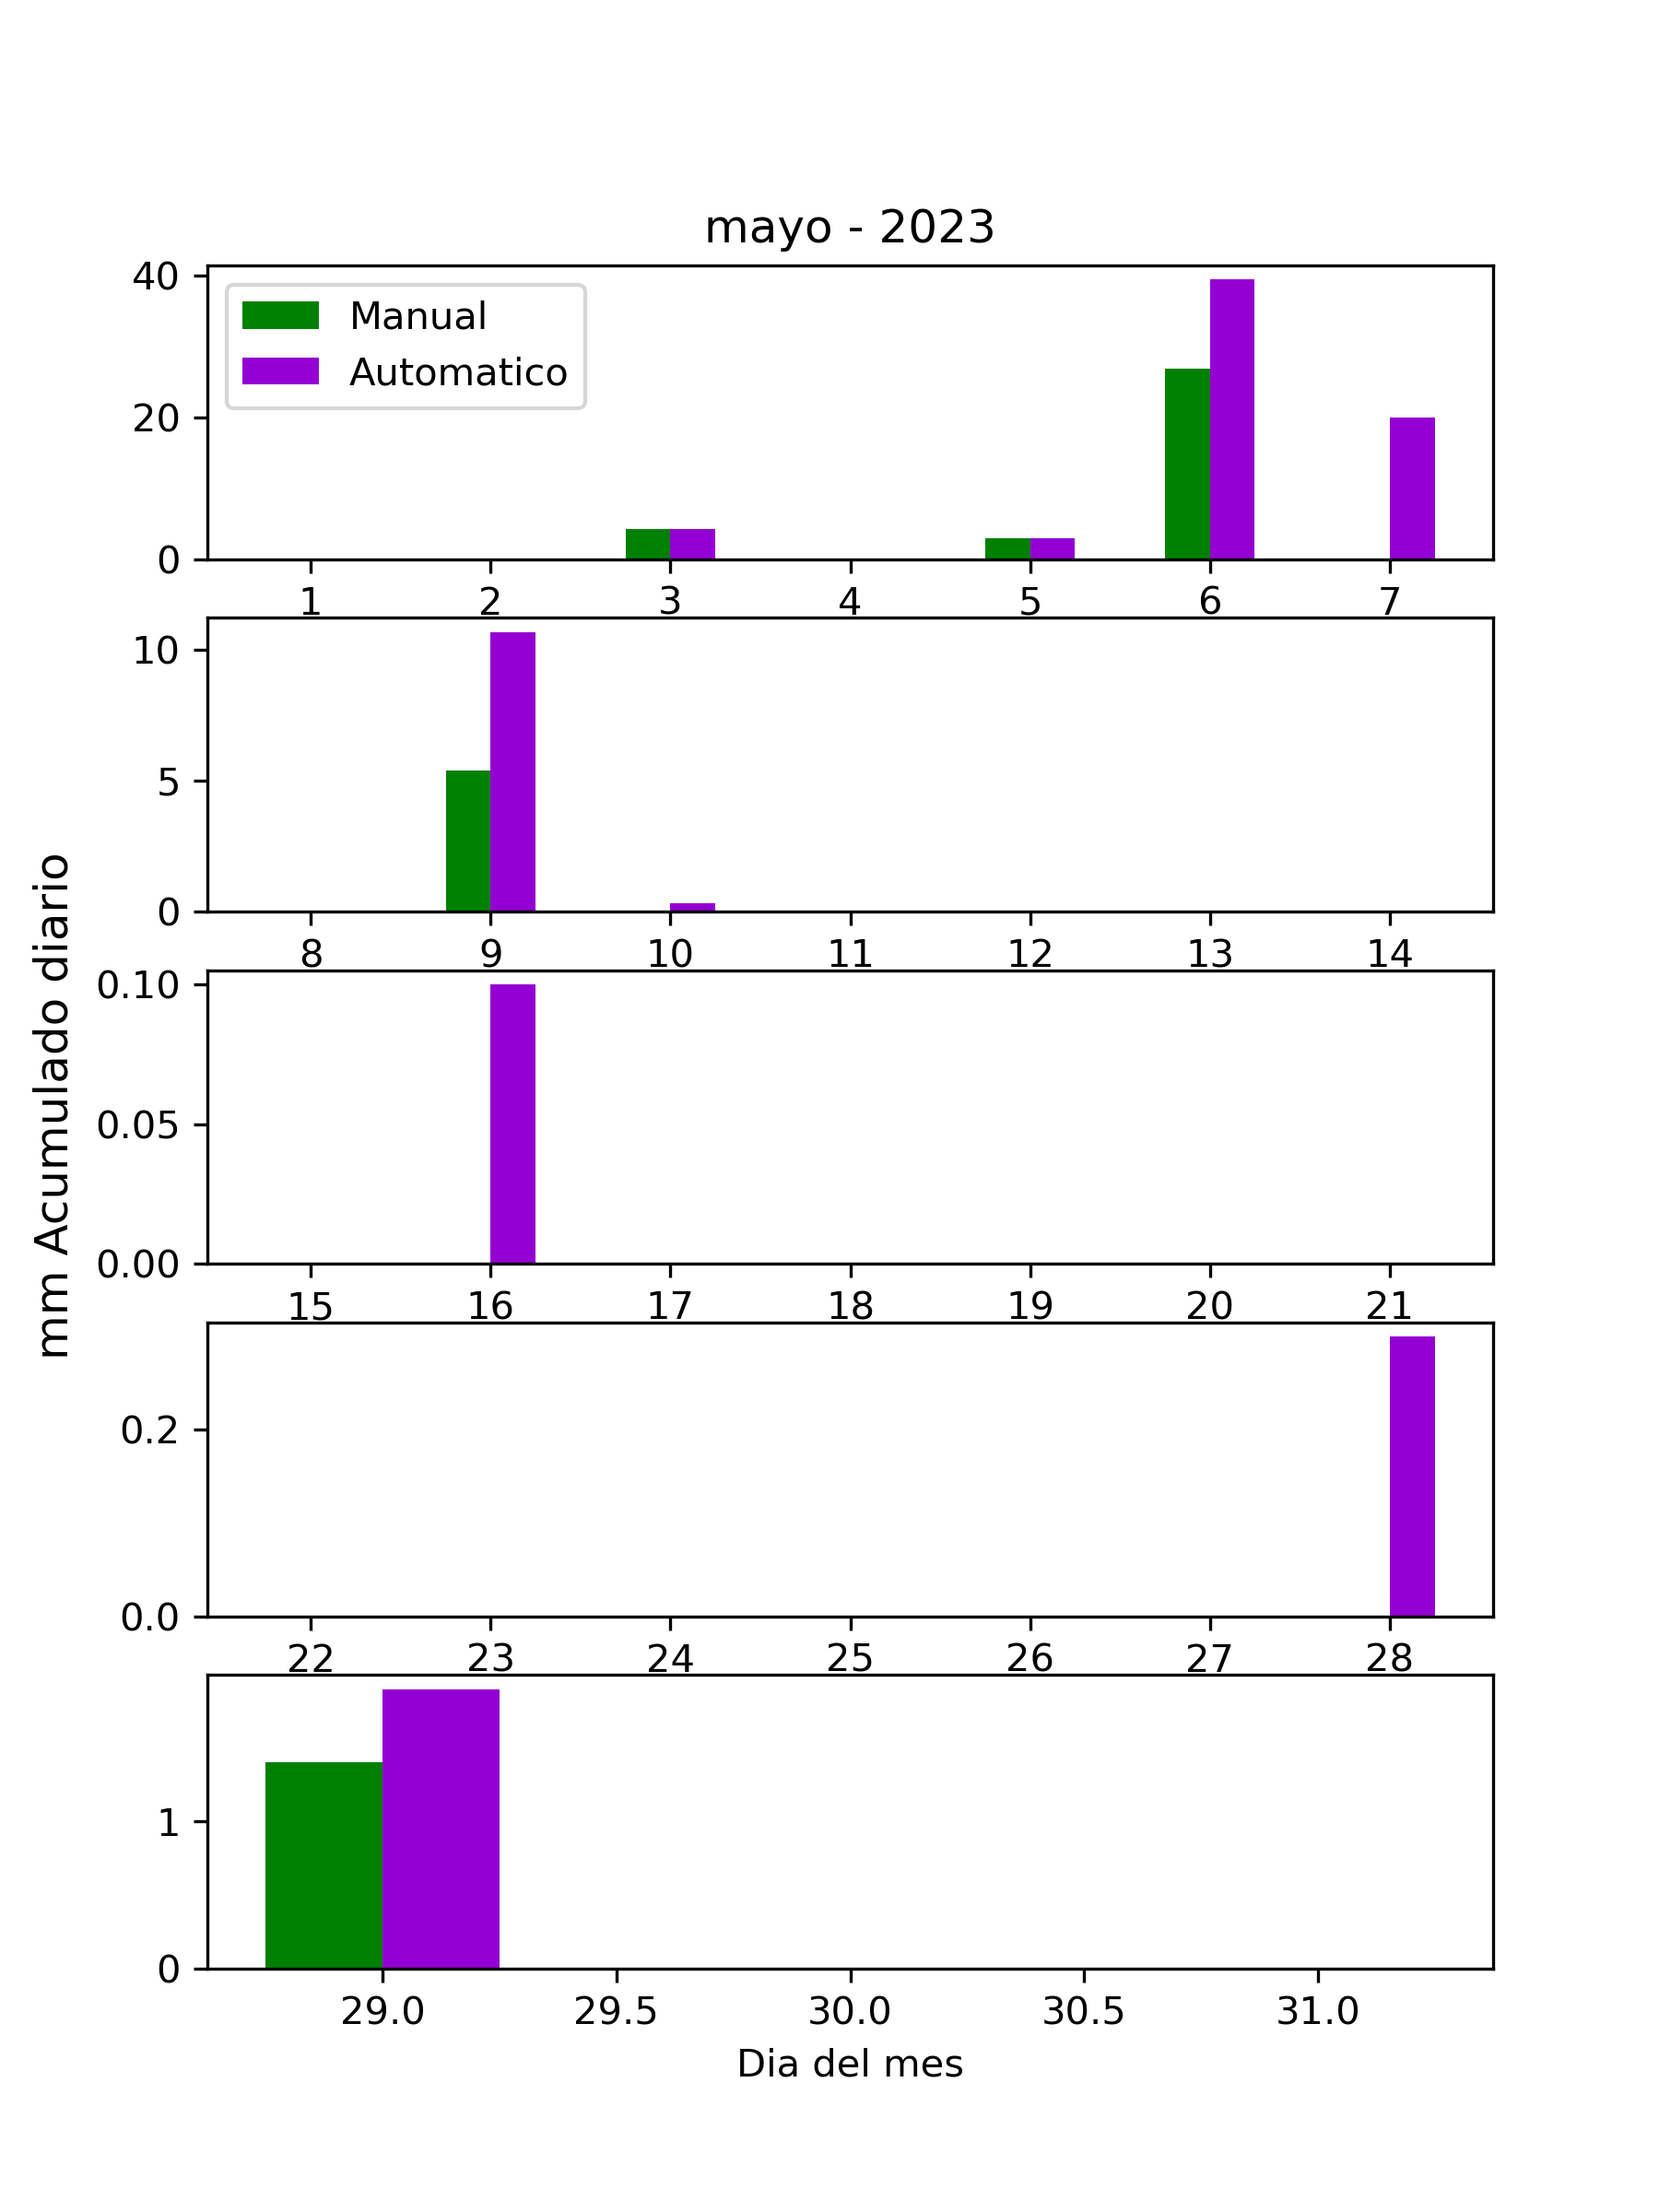 mayo - 2023
Manual
Automatico
40
20
0
1 2 3 4 5 6 7
10
5
0
8 9 10 11 12 13 14
mm Acumulado diario
0.10
0.05
0.00
15 16 17 18 19 20 21
0.2
0.0
22 23 24 25 26 27 28
1
0
29.0 29.5 30.0 30.5 31.0
Dia del mes